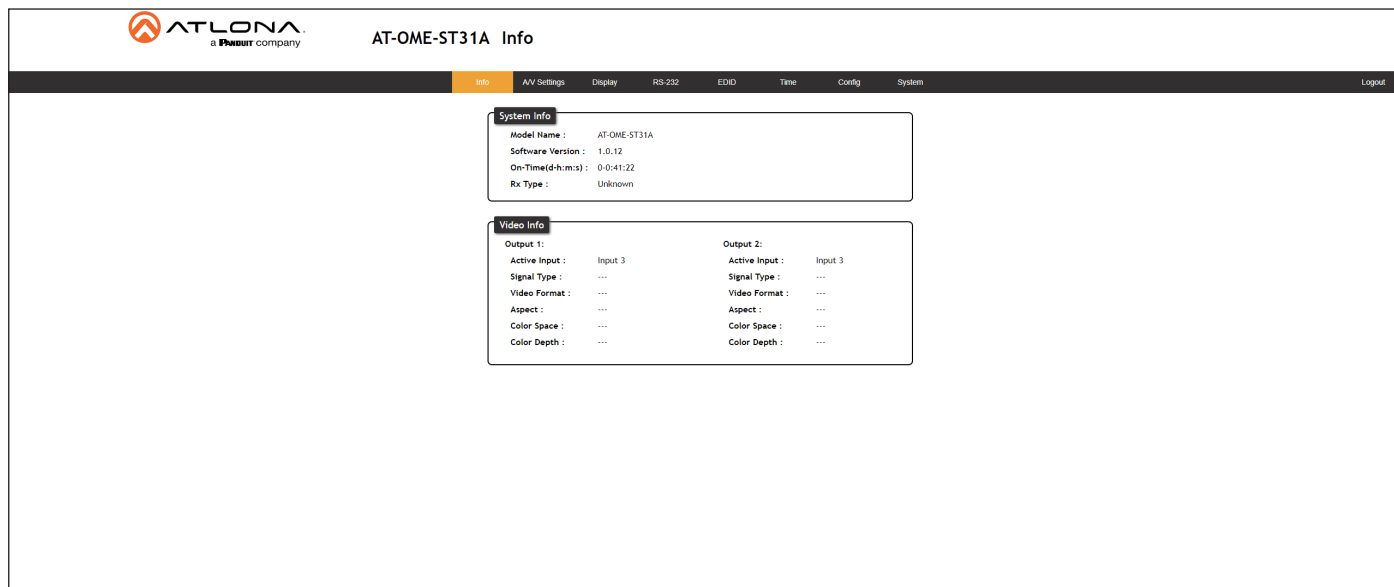 ATLONA.
a PANDUIT company
AT-OME-ST31A Info
Info A/V Settings Display RS-232 EDID Time Config System Logout
System Info
Model Name : AT-OME-ST31A
Software Version : 1.0.12
On-Time(d-h:m:s) : 0-0:41:22
Rx Type : Unknown
Video Info
Output 1: Output 2:
Active Input : Input 3 Active Input : Input 3
Signal Type : --- Signal Type : ---
Video Format : --- Video Format : ---
Aspect : --- Aspect : ---
Color Space : --- Color Space : ---
Color Depth : --- Color Depth : ---